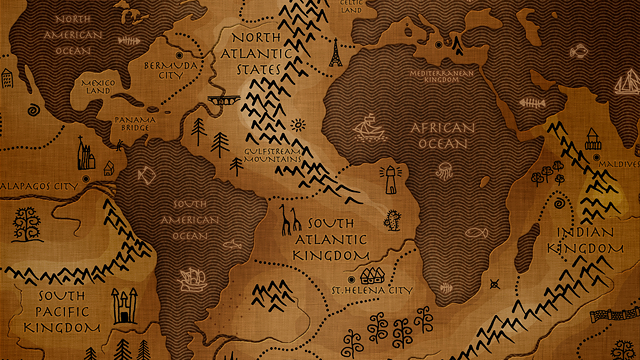 CELTIC
LAND
NORTH
AMERICAN
OCEAN
NORTH
ATLANTIC
STATES
BERMUDA
CITY
MEDITERRANEAN
KINGDOM
MEXICO
LAND
PANAMA
BRIDGE
AFRICAN
OCEAN
GULFSTREAM
MOUNTAINS
MALDIVES
ALAPAGOS CITY
SOUTH
AMERICAN
OCEAN
SOUTH
ATLANTIC
KINGDOM
INDIAN
KINGDOM
ST. HELENA CITY
SOUTH
PACIFIC
KINGDOM